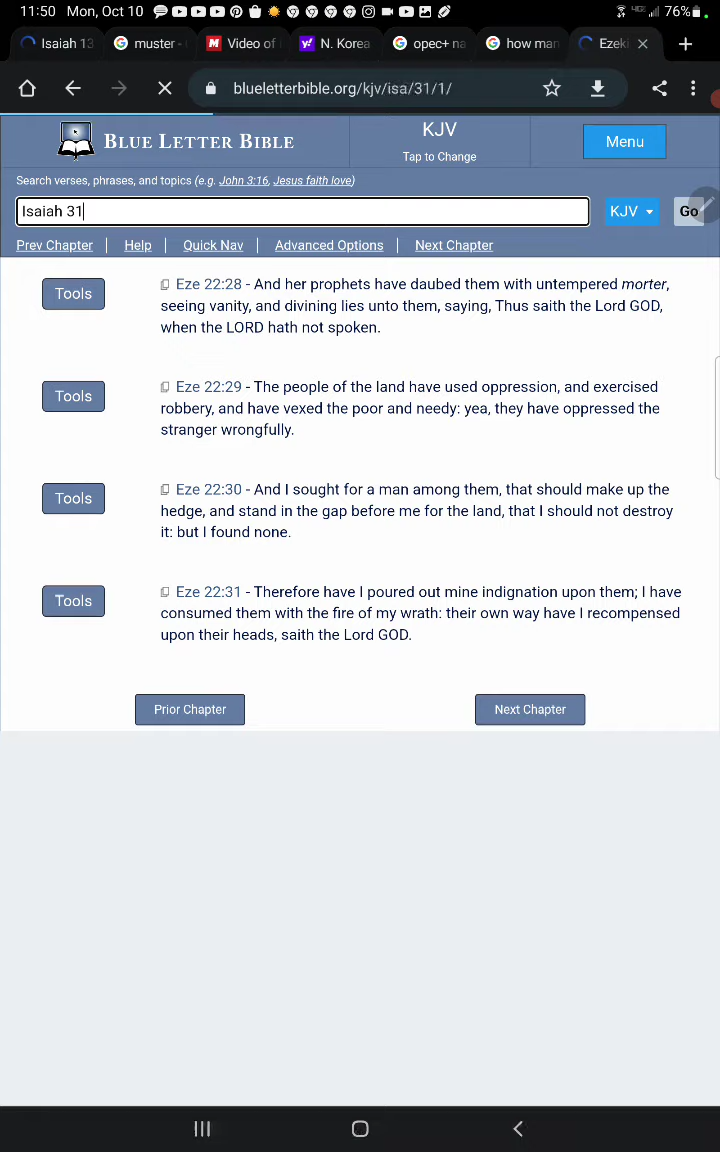 11:50 Mon, Oct 10 76%
Isaiah 13 muster - Video of N. Korea opec+ na how man Ezeki
blueletterbible.org/kjv/isa/31/1/
BLUE LETTER BIBLE
KJV
Tap to Change
Menu
Search verses, phrases, and topics (e.g. John 3:16, Jesus faith love)
Isaiah 31 KJV Go
Prev Chapter | Help | Quick Nav | Advanced Options | Next Chapter
Tools
Eze 22:28 - And her prophets have daubed them with untempered morter,
seeing vanity, and divining lies unto them, saying, Thus saith the Lord GOD,
when the LORD hath not spoken.
Tools
Eze 22:29 - The people of the land have used oppression, and exercised
robbery, and have vexed the poor and needy: yea, they have oppressed the
stranger wrongfully.
Tools
Eze 22:30 - And I sought for a man among them, that should make up the
hedge, and stand in the gap before me for the land, that I should not destroy
it: but I found none.
Tools
Eze 22:31 - Therefore have I poured out mine indignation upon them; I have
consumed them with the fire of my wrath: their own way have I recompensed
upon their heads, saith the Lord GOD.
Prior Chapter Next Chapter